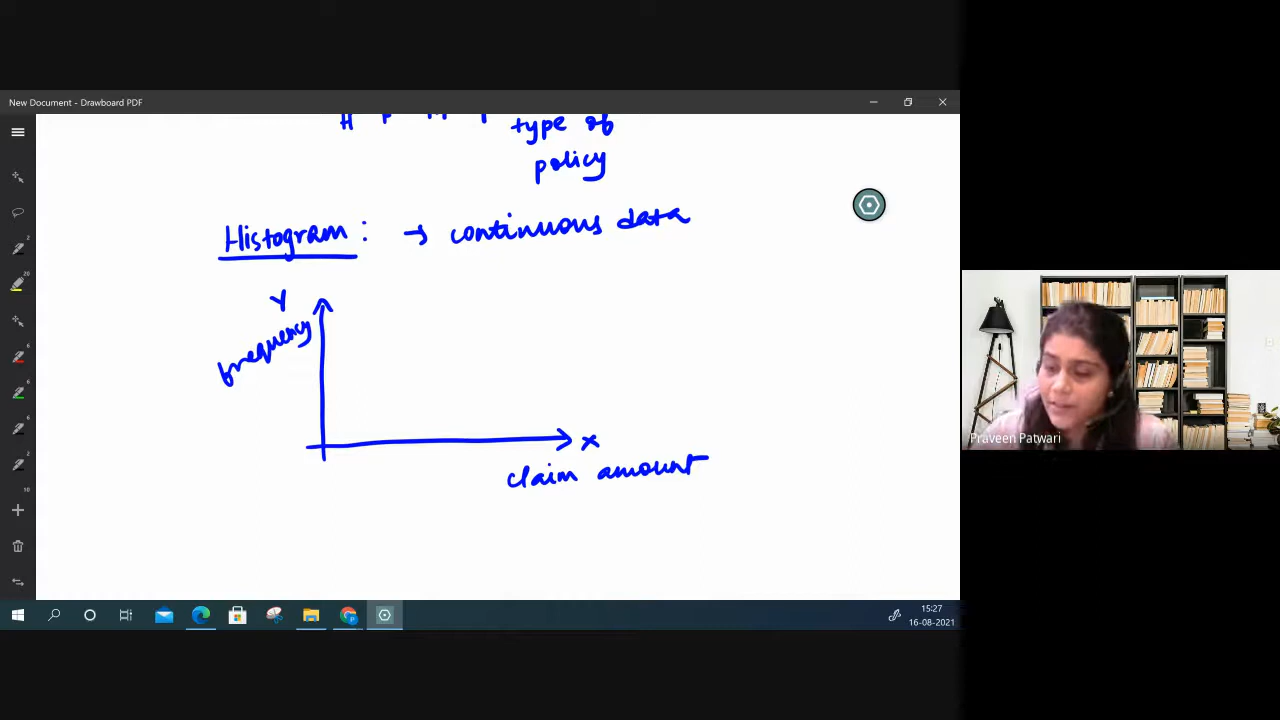 New Document - Drawboard PDF
type of
policy
Histogram : → continuous data
Y
frequency
X
claim amount
Praveen Patwari
15:27
16-08-2021